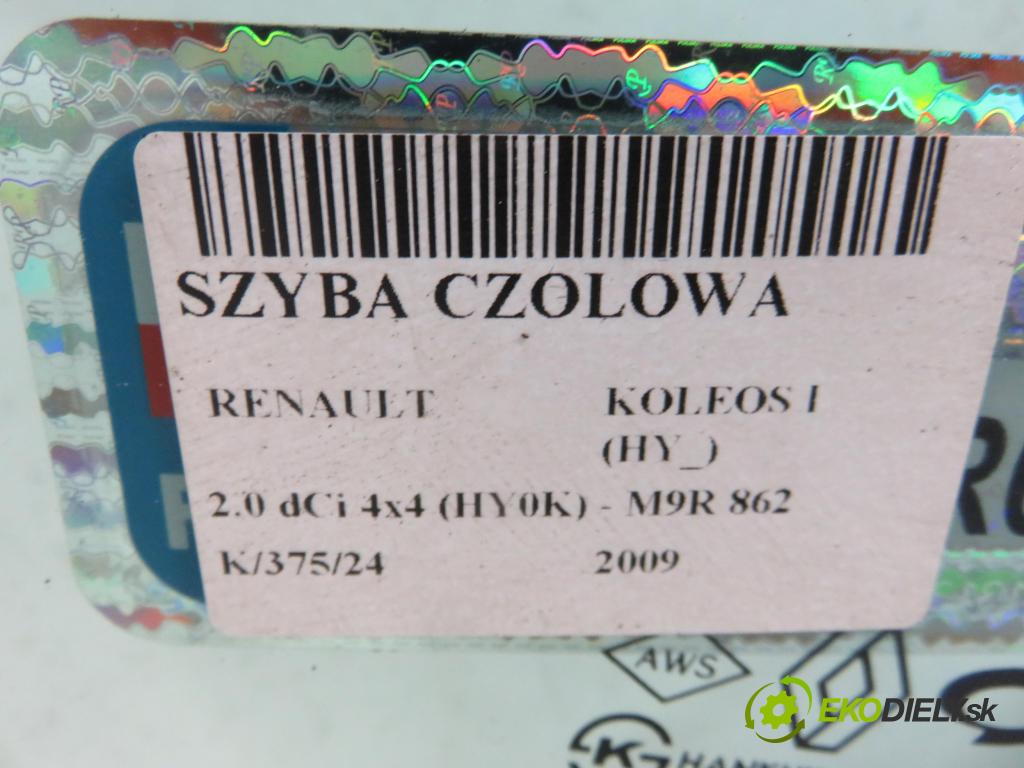 SZYBA CZOLOWA
RENAULT KOLEOS I
(HY_)
2.0 dCi 4x4 (HY0K) - M9R 862
K/375/24 2009
AWS
EKODIELY.sk